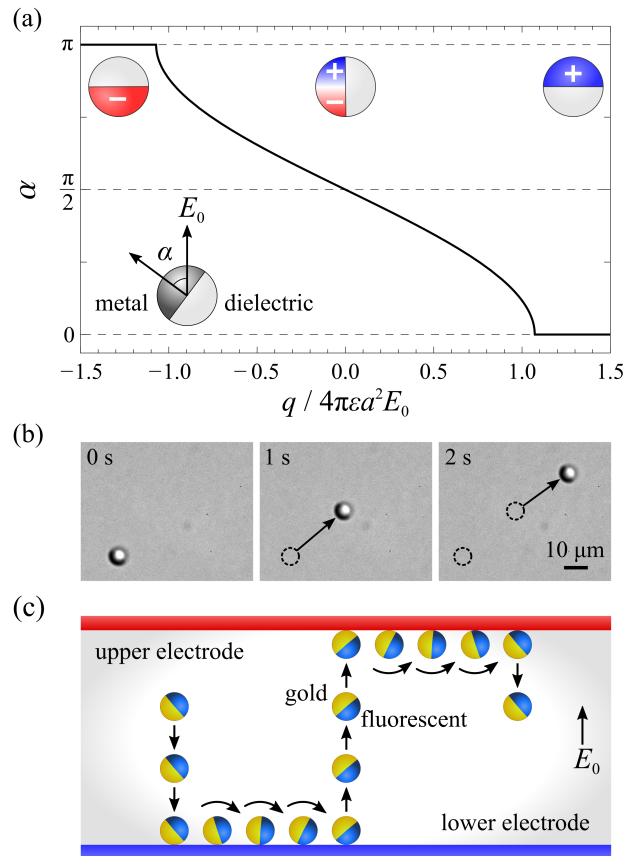 (a)
π
α
π
2
0
−
+
−
+
E₀
α
metal
dielectric
−1.5 −1.0 −0.5 0.0 0.5 1.0 1.5
q / 4πεa²E₀
(b)
0 s
1 s
2 s
10 μm
(c)
upper electrode
gold
fluorescent
E₀
lower electrode